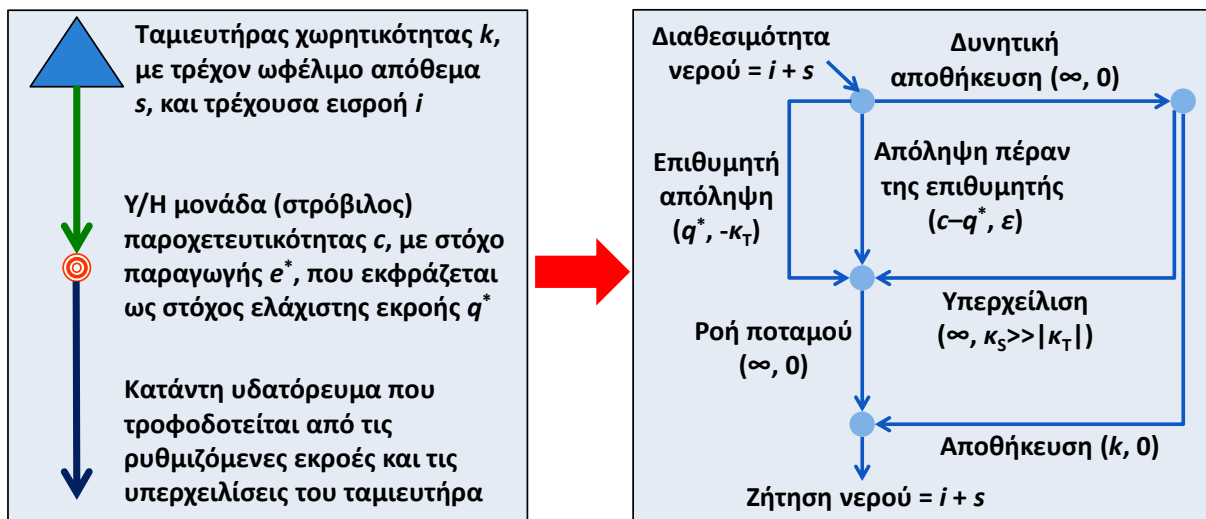 Ταμιευτήρας χωρητικότητας k,
με τρέχον ωφέλιμο απόθεμα
s, και τρέχουσα εισροή i
Υ/Η μονάδα (στρόβιλος)
παροχετευτικότητας c, με στόχο
παραγωγής e*, που εκφράζεται
ως στόχος ελάχιστης εκροής q*
Κατάντη υδατόρευμα που
τροφοδοτείται από τις
ρυθμιζόμενες εκροές και τις
υπερχειλίσεις του ταμιευτήρα
Διαθεσιμότητα
νερού = i + s
Δυνητική
αποθήκευση (∞, 0)
Επιθυμητή
απόληψη
(q*, -κT)
Απόληψη πέραν
της επιθυμητής
(c–q*, ε)
Υπερχείλιση
(∞, κS>>|κT|)
Ροή ποταμού
(∞, 0)
Αποθήκευση (k, 0)
Ζήτηση νερού = i + s